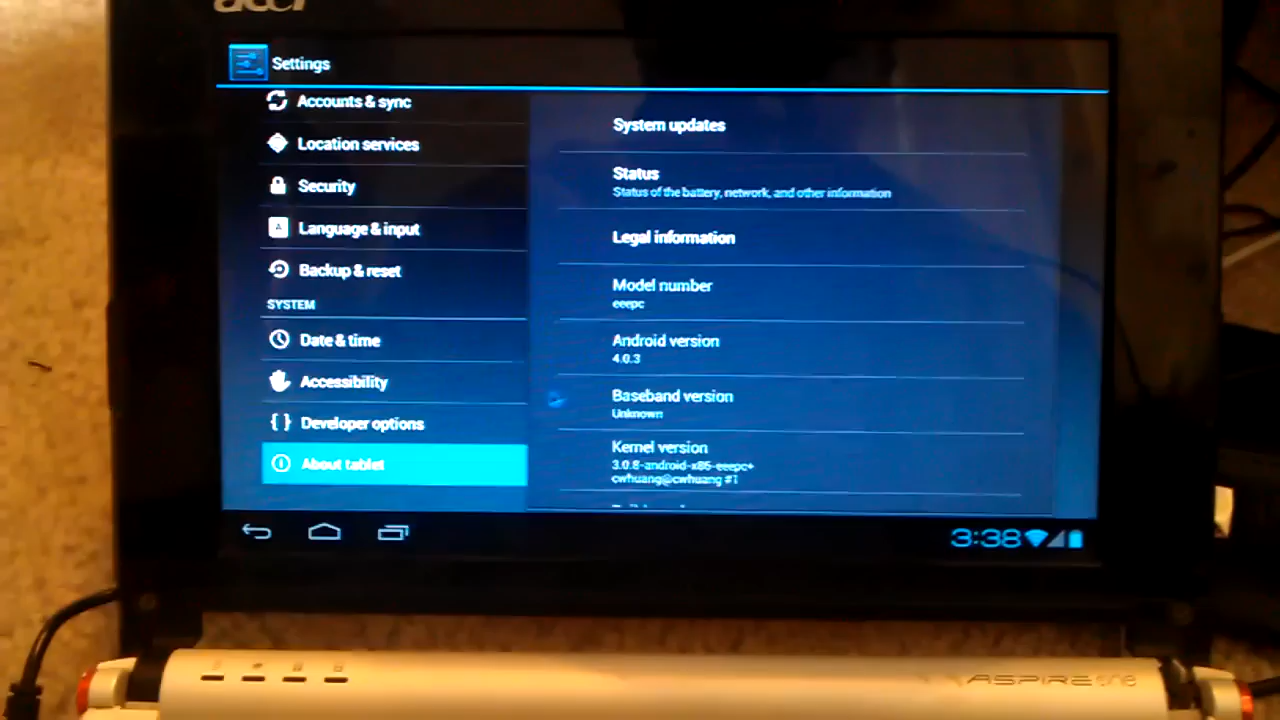 acer
Settings
Accounts & sync
Location services
Security
A
Language & input
Backup & reset
SYSTEM
Date & time
Accessibility
{ } Developer options
About tablet
System updates
Status
Status of the battery, network, and other information
Legal information
Model number
eeepc
Android version
4.0.3
Baseband version
Unknown
Kernel version
3.0.8-android-x86-eeepc+
cwhuang@cwhuang #1
3:38
ASPIRE one